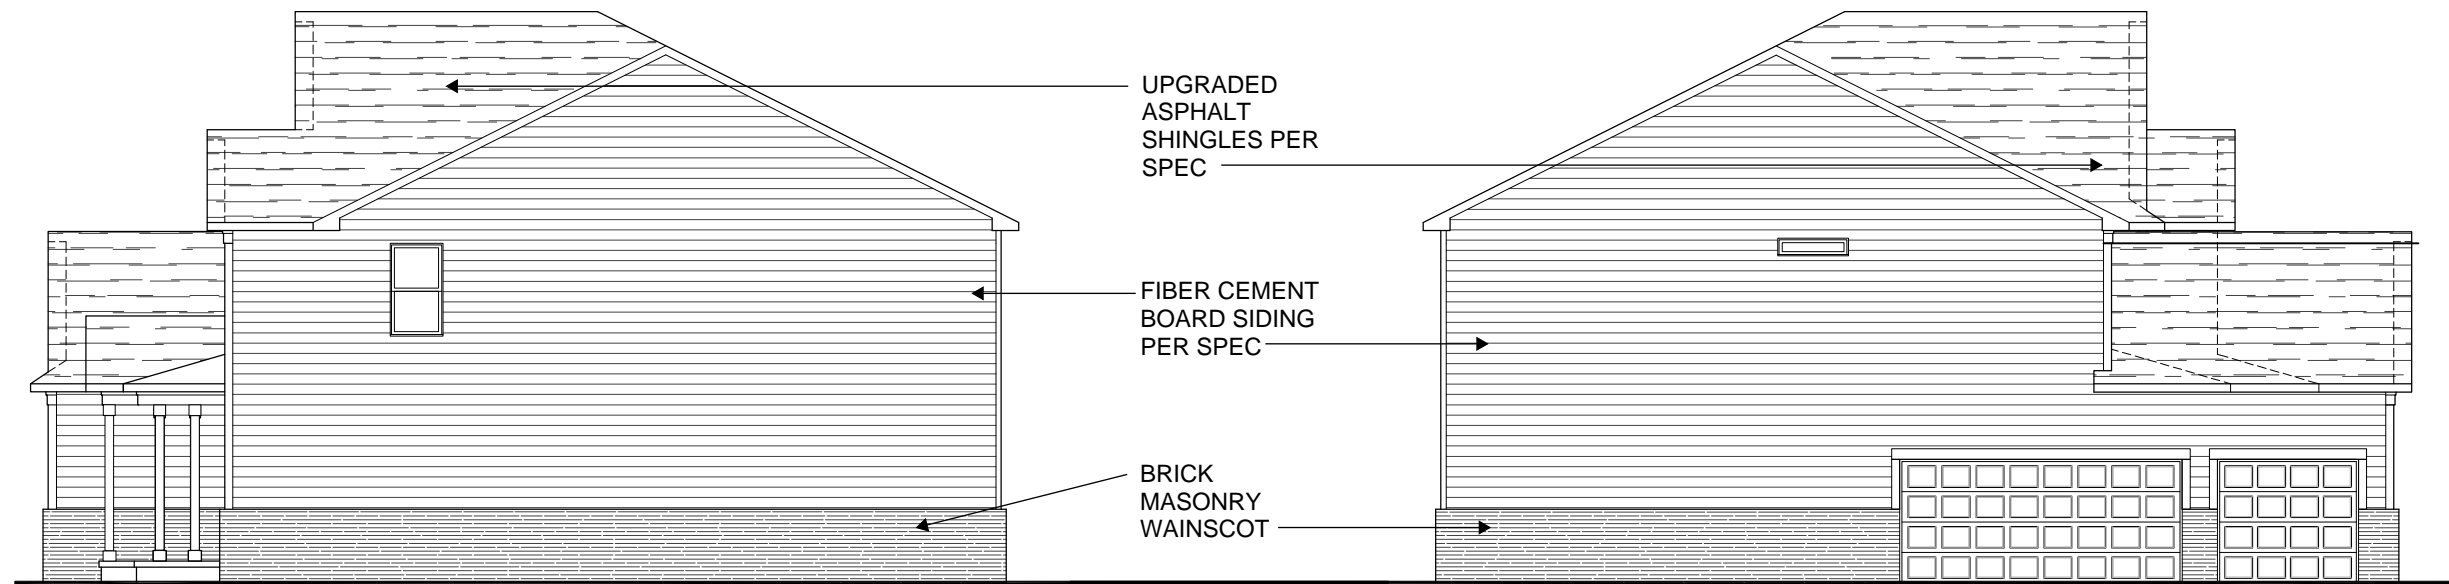 UPGRADED
ASPHALT
SHINGLES PER
SPEC
FIBER CEMENT
BOARD SIDING
PER SPEC
BRICK
MASONRY
WAINSCOT